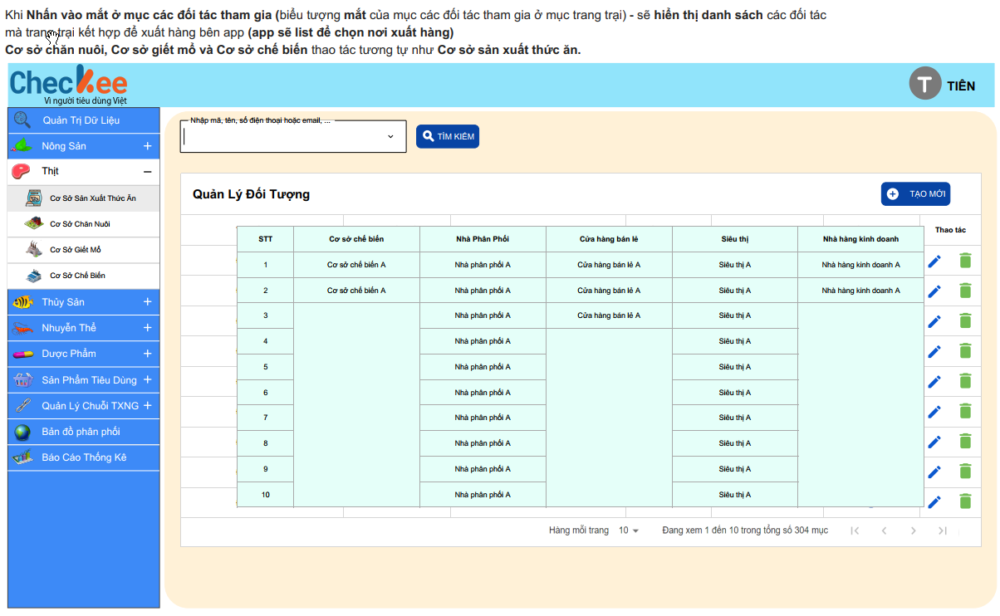 Khi Nhấn vào mắt ở mục các đối tác tham gia (biểu tượng mắt của mục các đối tác tham gia ở mục trang trại) - sẽ hiển thị danh sách các đối tác
mà trang trại kết hợp để xuất hàng bên app (app sẽ list để chọn nơi xuất hàng)
Cơ sở chăn nuôi, Cơ sở giết mổ và Cơ sở chế biến thao tác tương tự như Cơ sở sản xuất thức ăn.
Checkee
Vì người tiêu dùng Việt
T TIÊN
Quản Trị Dữ Liệu
Nông Sản +
Thịt −
Cơ Sở Sản Xuất Thức Ăn
Cơ Sở Chăn Nuôi
Cơ Sở Giết Mổ
Cơ Sở Chế Biến
Thủy Sản +
Nhuyễn Thể +
Dược Phẩm +
Sản Phẩm Tiêu Dùng +
Quản Lý Chuỗi TXNG +
Bản đồ phân phối
Báo Cáo Thống Kê
Nhập mã, tên, số điện thoại hoặc email, ...
TÌM KIẾM
Quản Lý Đối Tượng
TẠO MỚI
Thao tác
STT Cơ sở chế biến Nhà Phân Phối Cửa hàng bán lẻ Siêu thị Nhà hàng kinh doanh
1 Cơ sở chế biến A Nhà phân phối A Cửa hàng bán lẻ A Siêu thị A Nhà hàng kinh doanh A
2 Cơ sở chế biến A Nhà phân phối A Cửa hàng bán lẻ A Siêu thị A Nhà hàng kinh doanh A
3 Nhà phân phối A Cửa hàng bán lẻ A Siêu thị A
4 Nhà phân phối A Siêu thị A
5 Nhà phân phối A Siêu thị A
6 Nhà phân phối A Siêu thị A
7 Nhà phân phối A Siêu thị A
8 Nhà phân phối A Siêu thị A
9 Nhà phân phối A Siêu thị A
10 Nhà phân phối A Siêu thị A
Hàng mỗi trang 10 Đang xem 1 đến 10 trong tổng số 304 mục